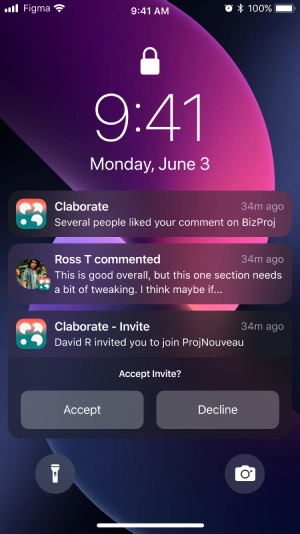 Figma
9:41 AM
100%
9:41
Monday, June 3
Claborate
34m ago
Several people liked your comment on BizProj
Ross T commented
34m ago
This is good overall, but this one section needs
a bit of tweaking. I think maybe if...
Claborate - Invite
34m ago
David R invited you to join ProjNouveau
Accept Invite?
Accept
Decline